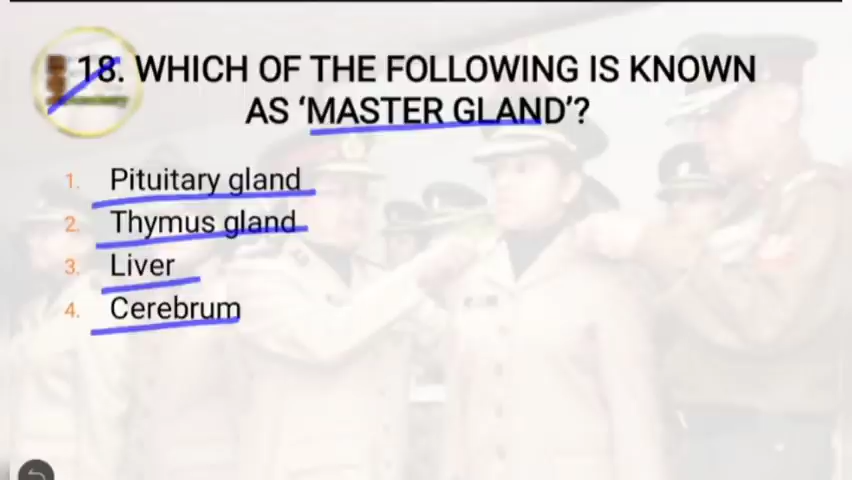 18. WHICH OF THE FOLLOWING IS KNOWN
AS ‘MASTER GLAND’?
1. Pituitary gland
2. Thymus gland
3. Liver
4. Cerebrum